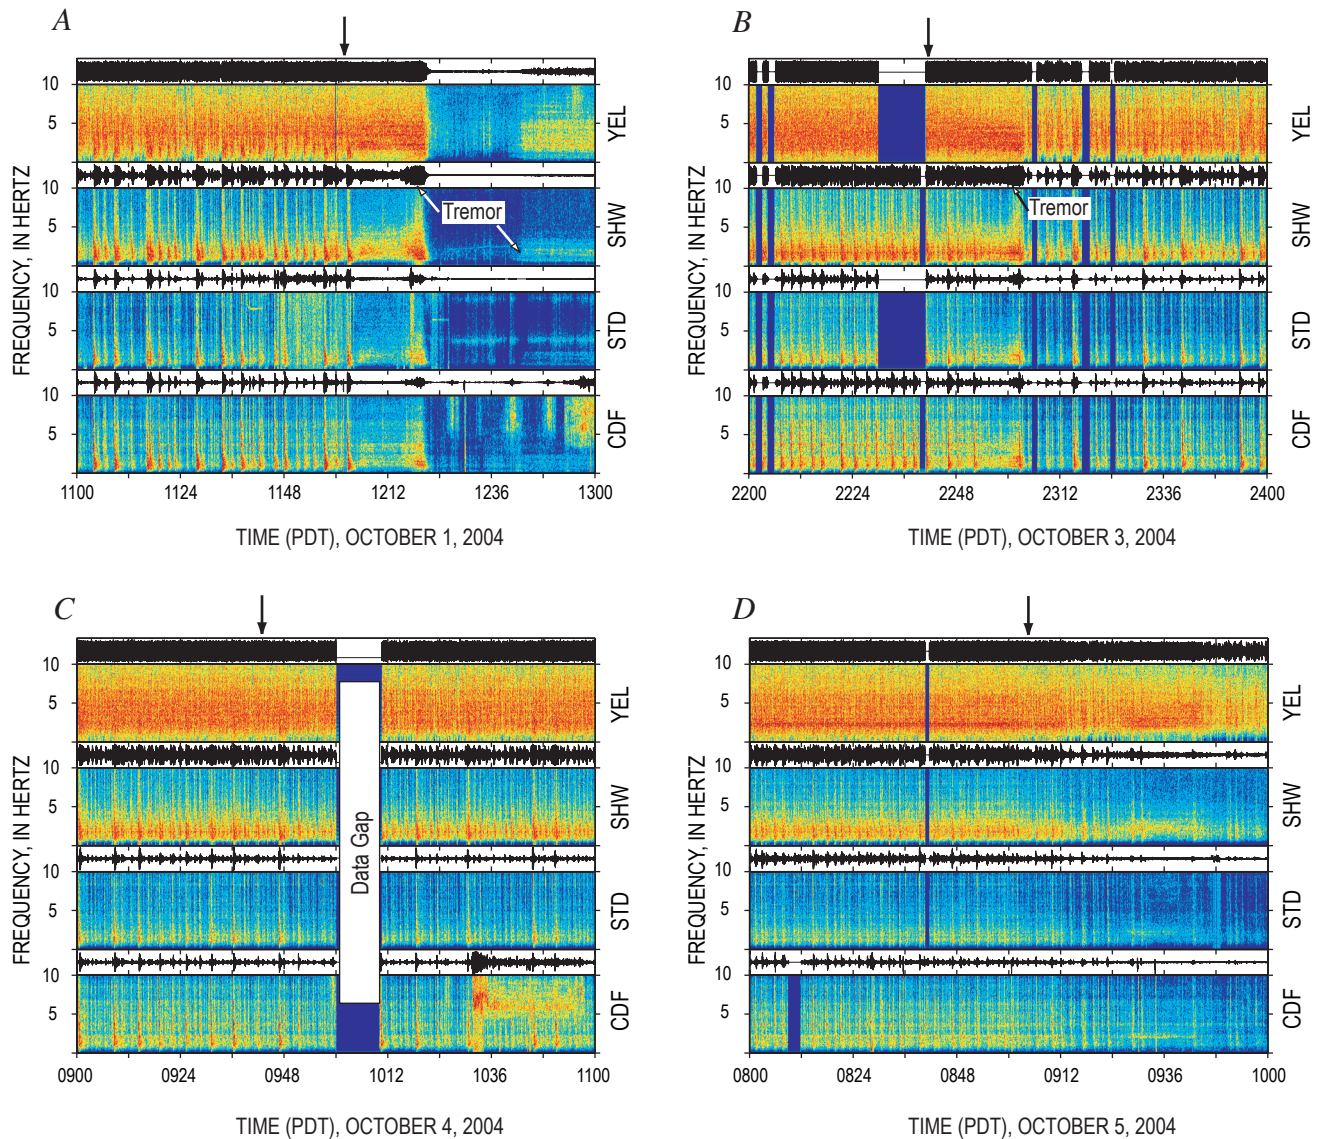 A
10
5
YEL
10
5
SHW
Tremor
10
5
STD
10
5
CDF
FREQUENCY, IN HERTZ
1100 1124 1148 1212 1236 1300
TIME (PDT), OCTOBER 1, 2004
B
10
5
YEL
10
5
SHW
Tremor
10
5
STD
10
5
CDF
FREQUENCY, IN HERTZ
2200 2224 2248 2312 2336 2400
TIME (PDT), OCTOBER 3, 2004
C
10
5
YEL
10
5
SHW
Data Gap
10
5
STD
10
5
CDF
FREQUENCY, IN HERTZ
0900 0924 0948 1012 1036 1100
TIME (PDT), OCTOBER 4, 2004
D
10
5
YEL
10
5
SHW
10
5
STD
10
5
CDF
FREQUENCY, IN HERTZ
0800 0824 0848 0912 0936 1000
TIME (PDT), OCTOBER 5, 2004